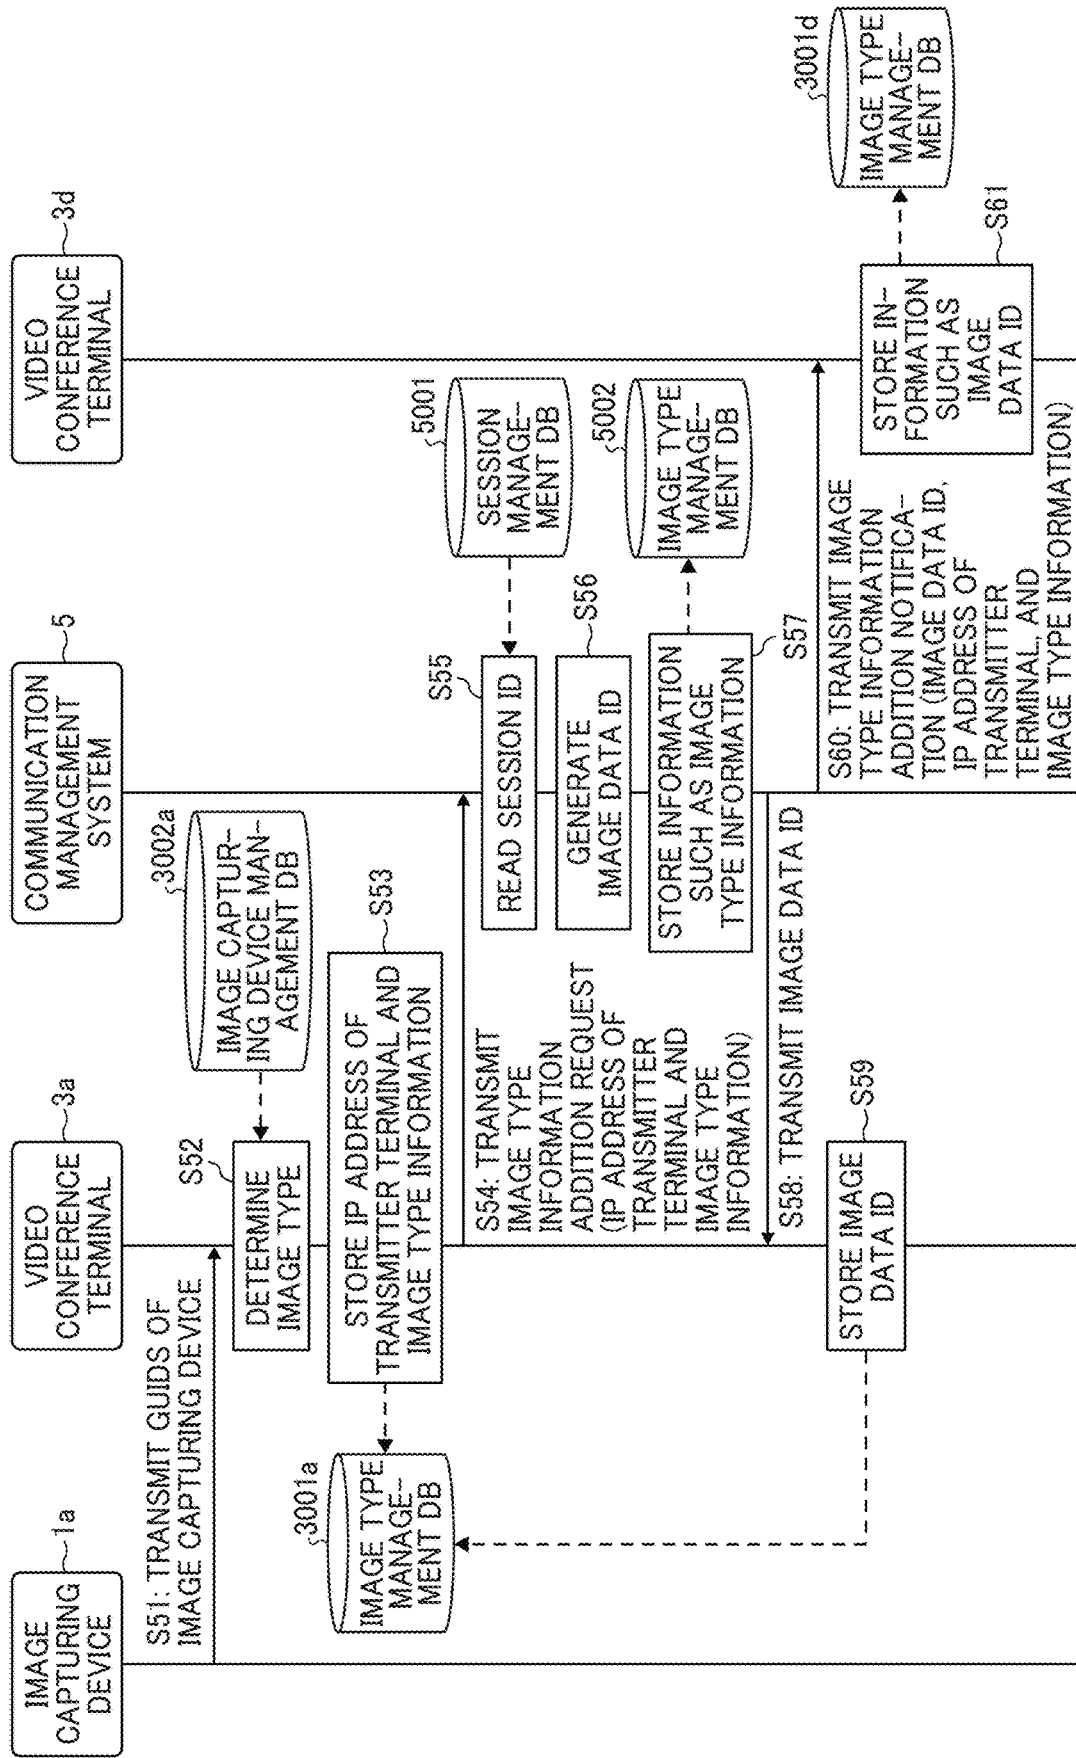 IMAGE
CAPTURING
DEVICE
1a
VIDEO
CONFERENCE
TERMINAL
3a
COMMUNICATION
MANAGEMENT
SYSTEM
5
VIDEO
CONFERENCE
TERMINAL
3d
S51: TRANSMIT GUIDS OF
IMAGE CAPTURING DEVICE
S52
DETERMINE
IMAGE TYPE
3002a
IMAGE CAPTUR-
ING DEVICE MAN-
AGEMENT DB
S53
STORE IP ADDRESS OF
TRANSMITTER TERMINAL AND
IMAGE TYPE INFORMATION
3001a
IMAGE TYPE
MANAGE-
MENT DB
S54: TRANSMIT
IMAGE TYPE
INFORMATION
ADDITION REQUEST
(IP ADDRESS OF
TRANSMITTER
TERMINAL AND
IMAGE TYPE
INFORMATION)
S55
READ SESSION ID
5001
SESSION
MANAGE-
MENT DB
S56
GENERATE
IMAGE DATA ID
S57
STORE INFORMATION
SUCH AS IMAGE
TYPE INFORMATION
5002
IMAGE TYPE
MANAGE-
MENT DB
S58: TRANSMIT IMAGE DATA ID
S59
STORE IMAGE
DATA ID
S60: TRANSMIT IMAGE
TYPE INFORMATION
ADDITION NOTIFICA-
TION (IMAGE DATA ID,
IP ADDRESS OF
TRANSMITTER
TERMINAL, AND
IMAGE TYPE INFORMATION)
S61
STORE IN-
FORMATION
SUCH AS
IMAGE
DATA ID
3001d
IMAGE TYPE
MANAGE-
MENT DB